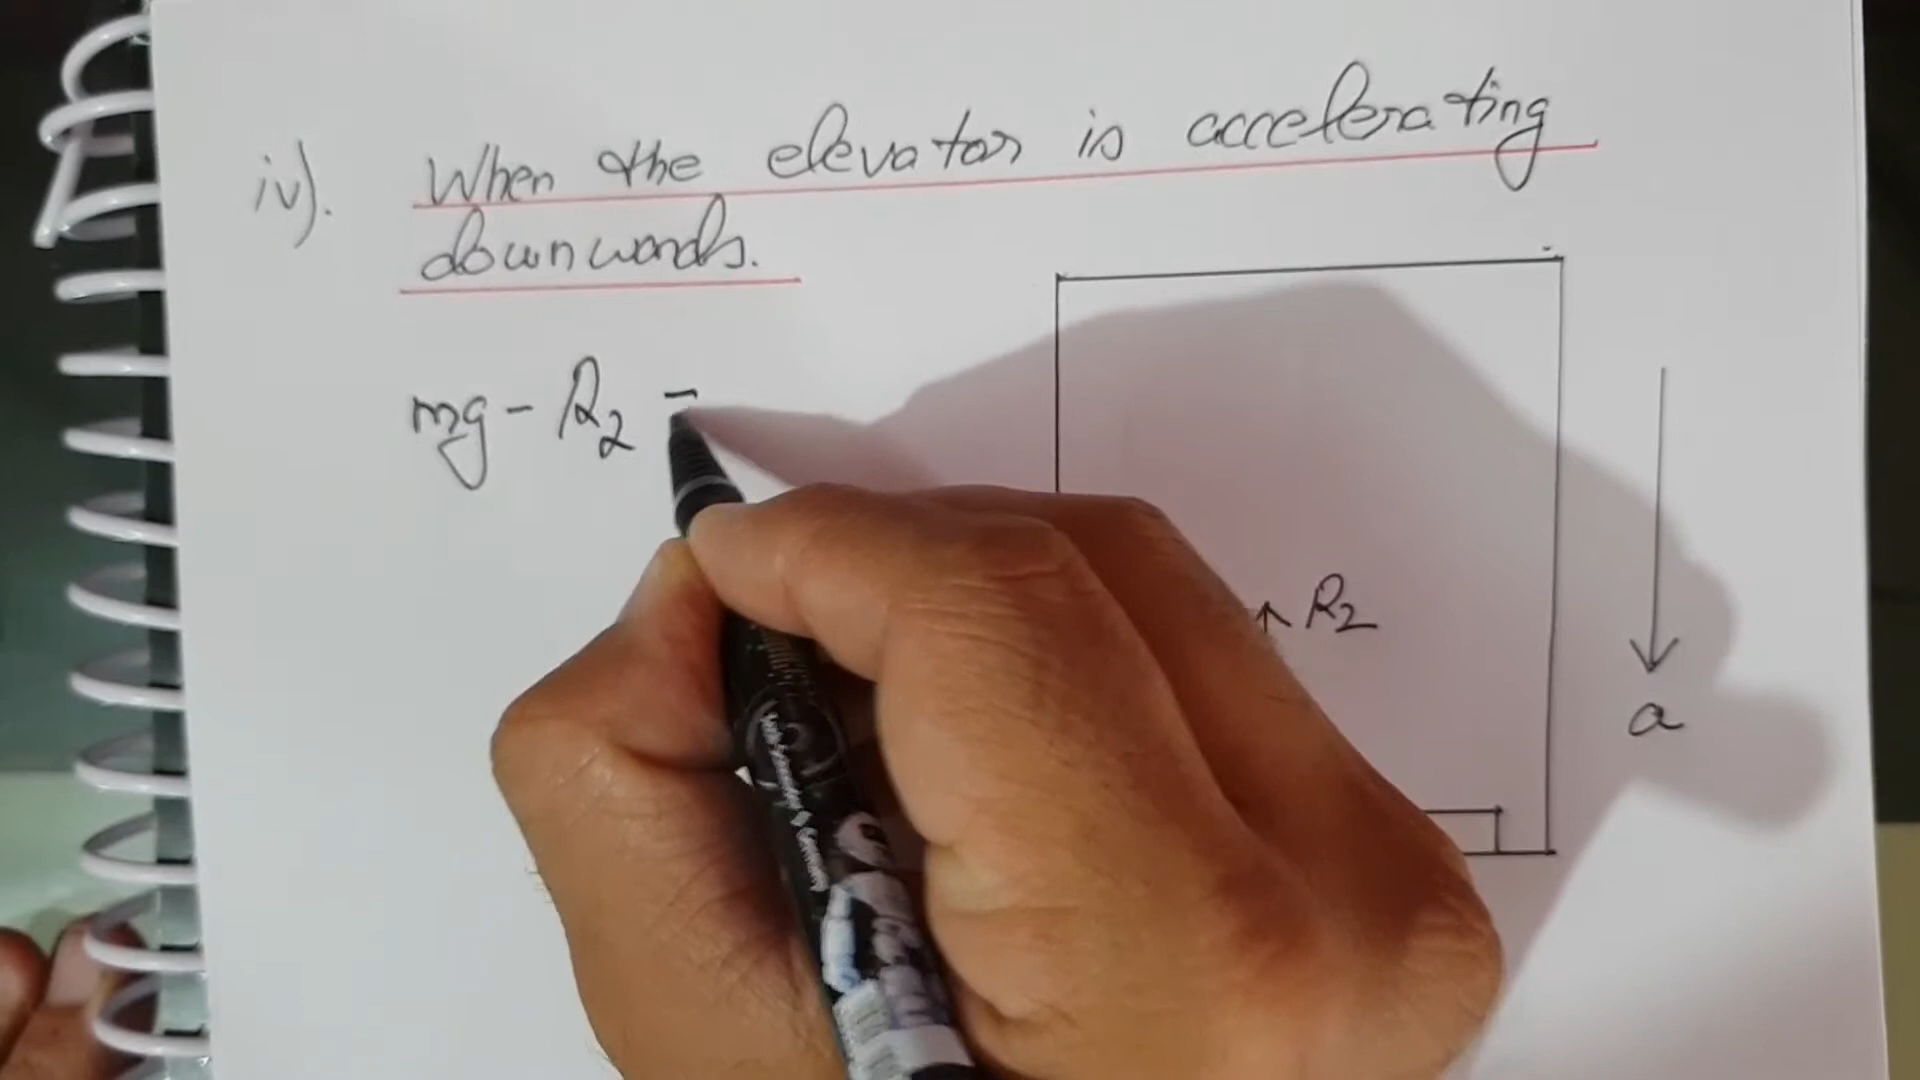 iv). When the elevator is accelerating
downwards.
mg - R₂ =
R₂
a